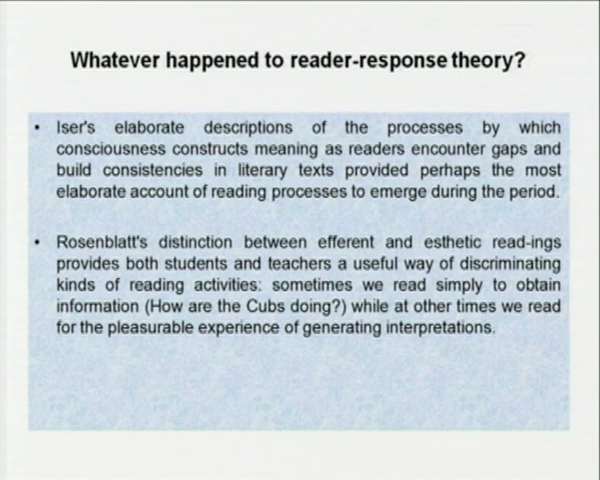 Whatever happened to reader-response theory?
• Iser's elaborate descriptions of the processes by which
consciousness constructs meaning as readers encounter gaps and
build consistencies in literary texts provided perhaps the most
elaborate account of reading processes to emerge during the period.
• Rosenblatt's distinction between efferent and esthetic read-ings
provides both students and teachers a useful way of discriminating
kinds of reading activities: sometimes we read simply to obtain
information (How are the Cubs doing?) while at other times we read
for the pleasurable experience of generating interpretations.